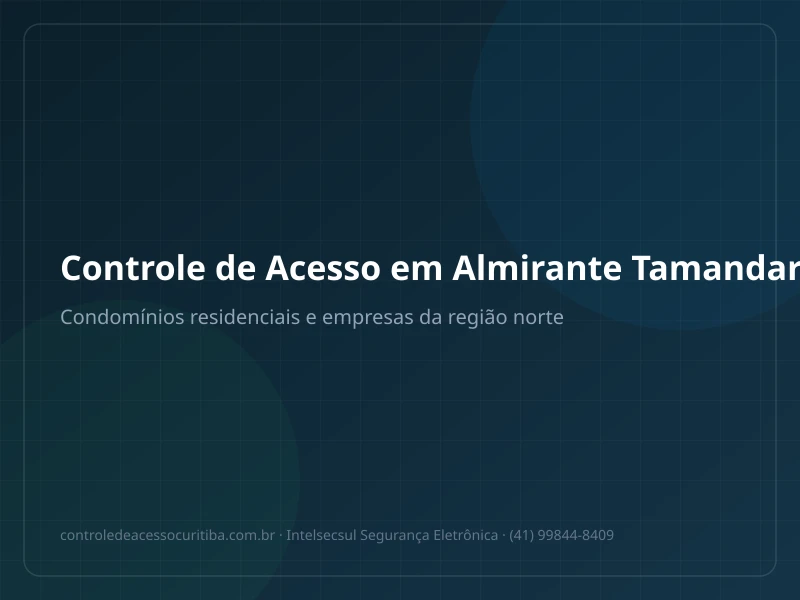 Controle de Acesso em Almirante Tamandar
Condomínios residenciais e empresas da região norte
controledeacessocuritiba.com.br · Intelsecsul Segurança Eletrônica · (41) 99844-8409